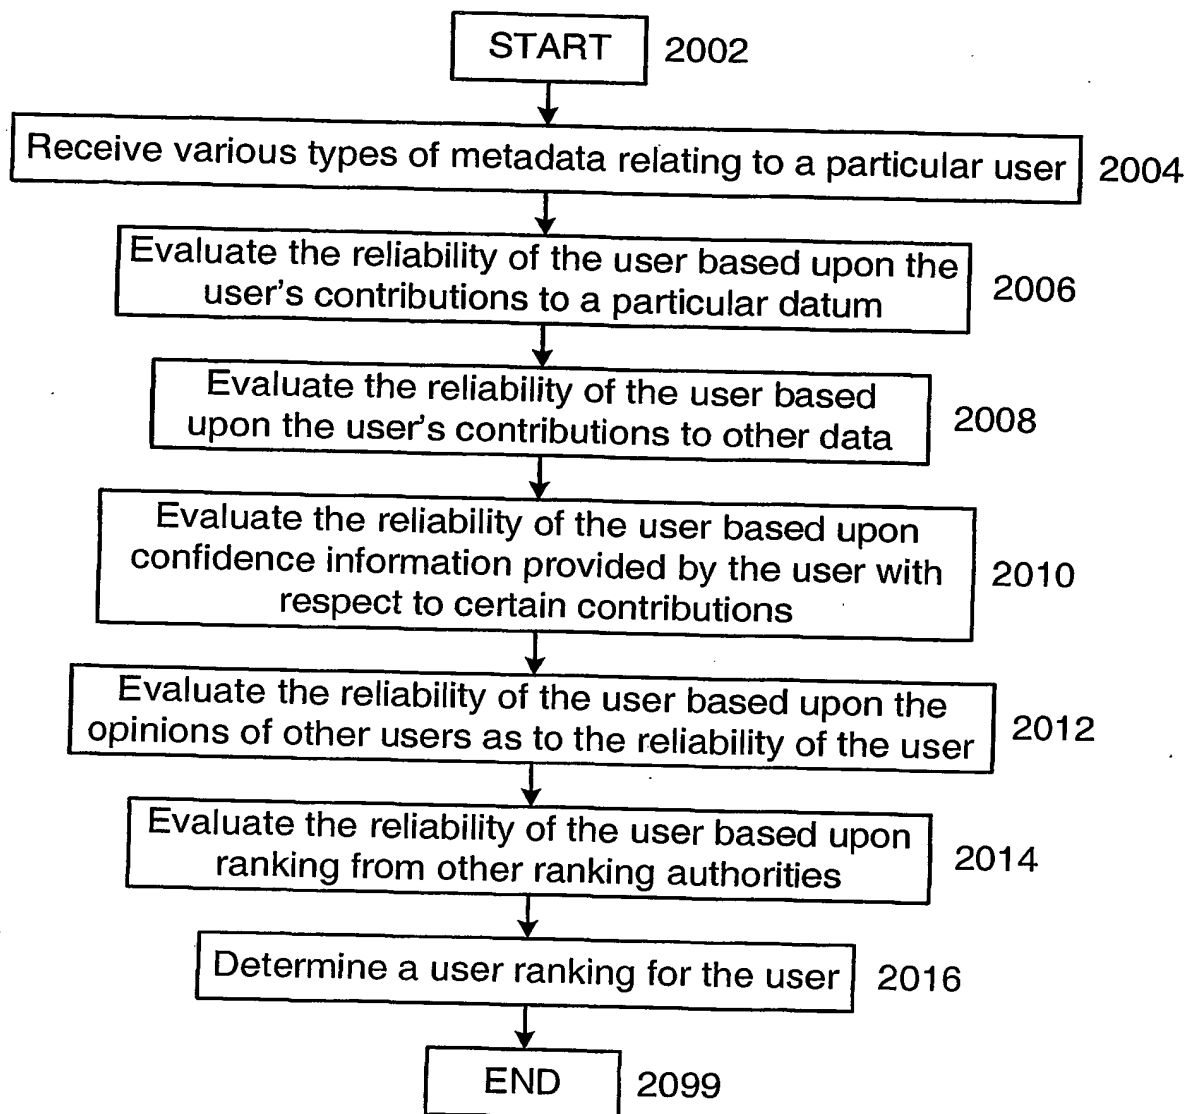 START 2002
Receive various types of metadata relating to a particular user 2004
Evaluate the reliability of the user based upon the
user's contributions to a particular datum 2006
Evaluate the reliability of the user based
upon the user's contributions to other data 2008
Evaluate the reliability of the user based upon
confidence information provided by the user with
respect to certain contributions 2010
Evaluate the reliability of the user based upon the
opinions of other users as to the reliability of the user 2012
Evaluate the reliability of the user based upon
ranking from other ranking authorities 2014
Determine a user ranking for the user 2016
END 2099